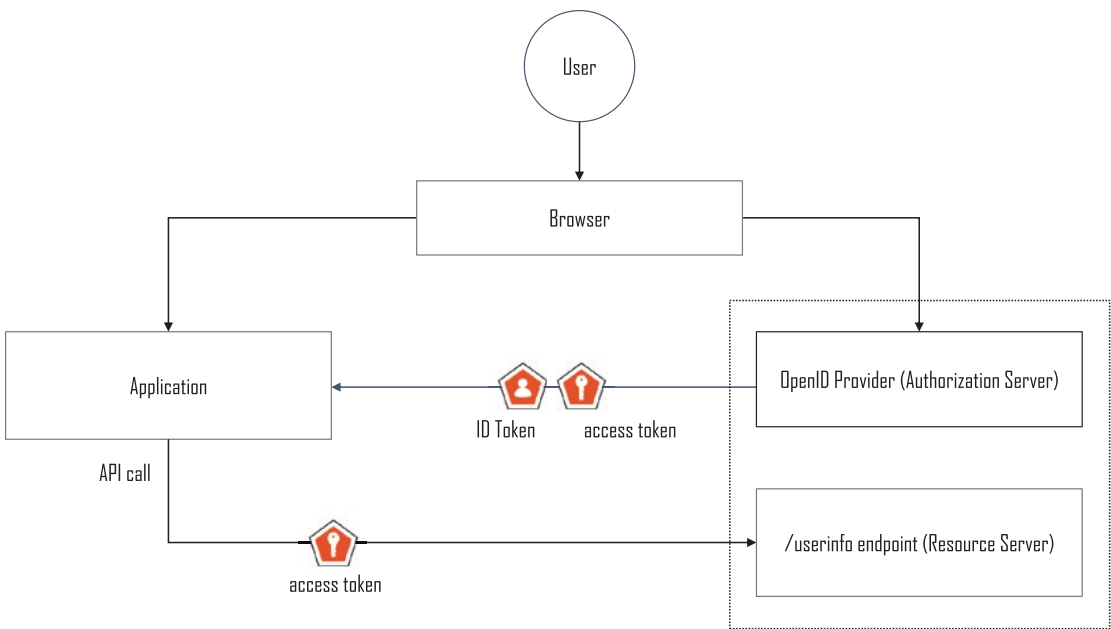 User
Browser
Application
OpenID Provider (Authorization Server)
ID Token
access token
API call
/userinfo endpoint (Resource Server)
access token